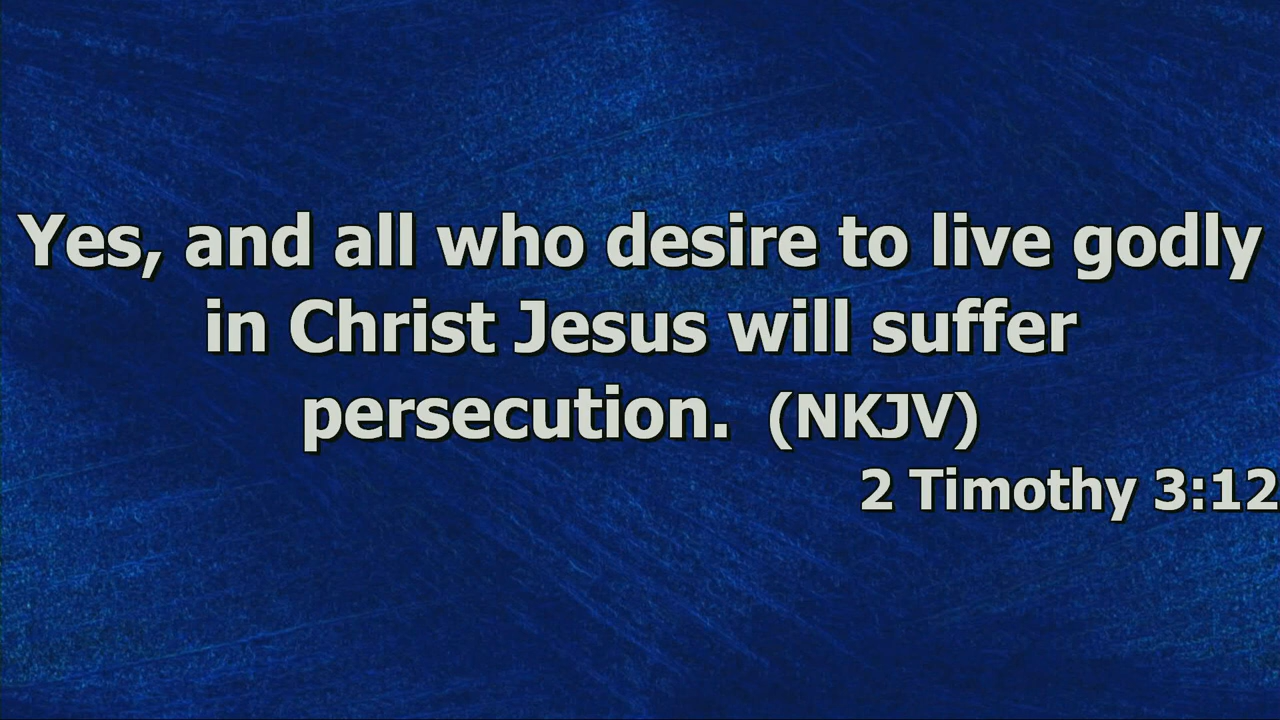 Yes, and all who desire to live godly
in Christ Jesus will suffer
persecution. (NKJV)
2 Timothy 3:12